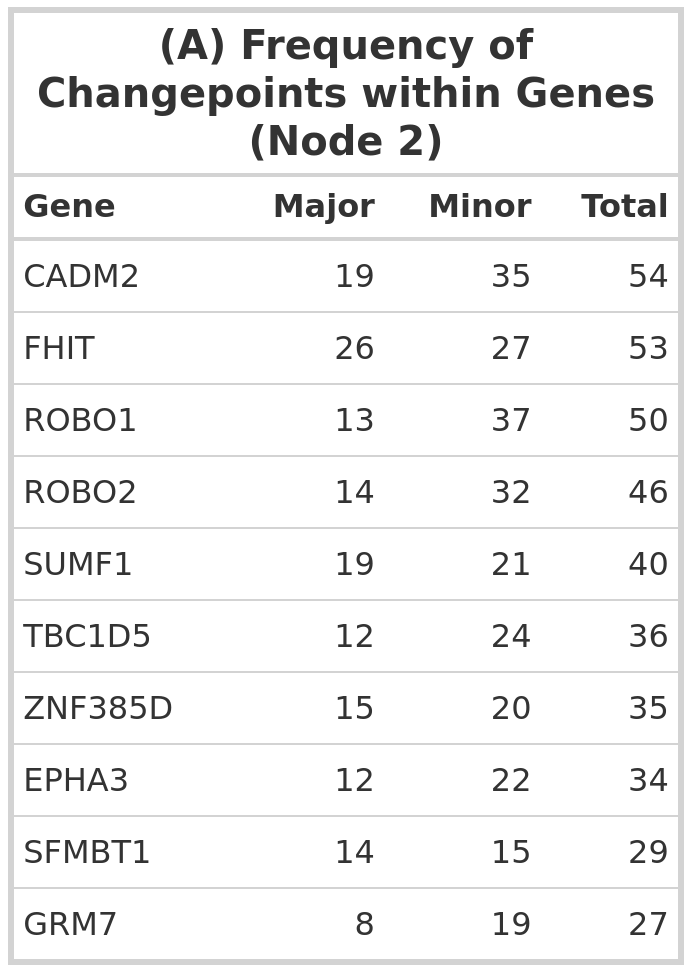 (A) Frequency of
Changepoints within Genes
(Node 2)
Gene Major Minor Total
CADM2 19 35 54
FHIT 26 27 53
ROBO1 13 37 50
ROBO2 14 32 46
SUMF1 19 21 40
TBC1D5 12 24 36
ZNF385D 15 20 35
EPHA3 12 22 34
SFMBT1 14 15 29
GRM7 8 19 27